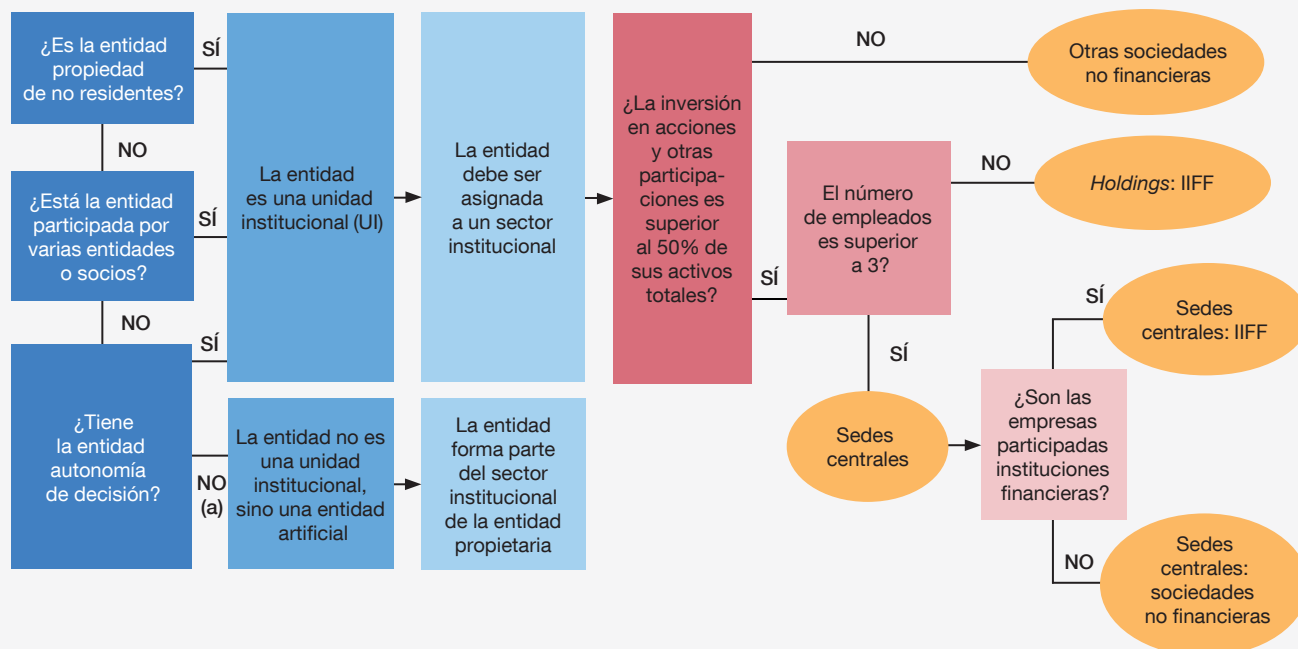 ¿Es la entidad
propiedad
de no residentes?
SÍ
NO
¿Está la entidad
participada por
varias entidades
o socios?
SÍ
NO
¿Tiene
la entidad
autonomía
de decisión?
SÍ
NO
(a)
La entidad
es una unidad
institucional (UI)
La entidad no es
una unidad
institucional,
sino una entidad
artificial
La entidad
debe ser
asignada
a un sector
institucional
La entidad
forma parte
del sector
institucional
de la entidad
propietaria
¿La inversión
en acciones
y otras
participa-
ciones es
superior
al 50% de
sus activos
totales?
NO
Otras sociedades
no financieras
SÍ
El número
de empleados
es superior
a 3?
NO
Holdings: IIFF
SÍ
Sedes
centrales
¿Son las
empresas
participadas
instituciones
financieras?
SÍ
Sedes
centrales: IIFF
NO
Sedes
centrales:
sociedades
no financieras